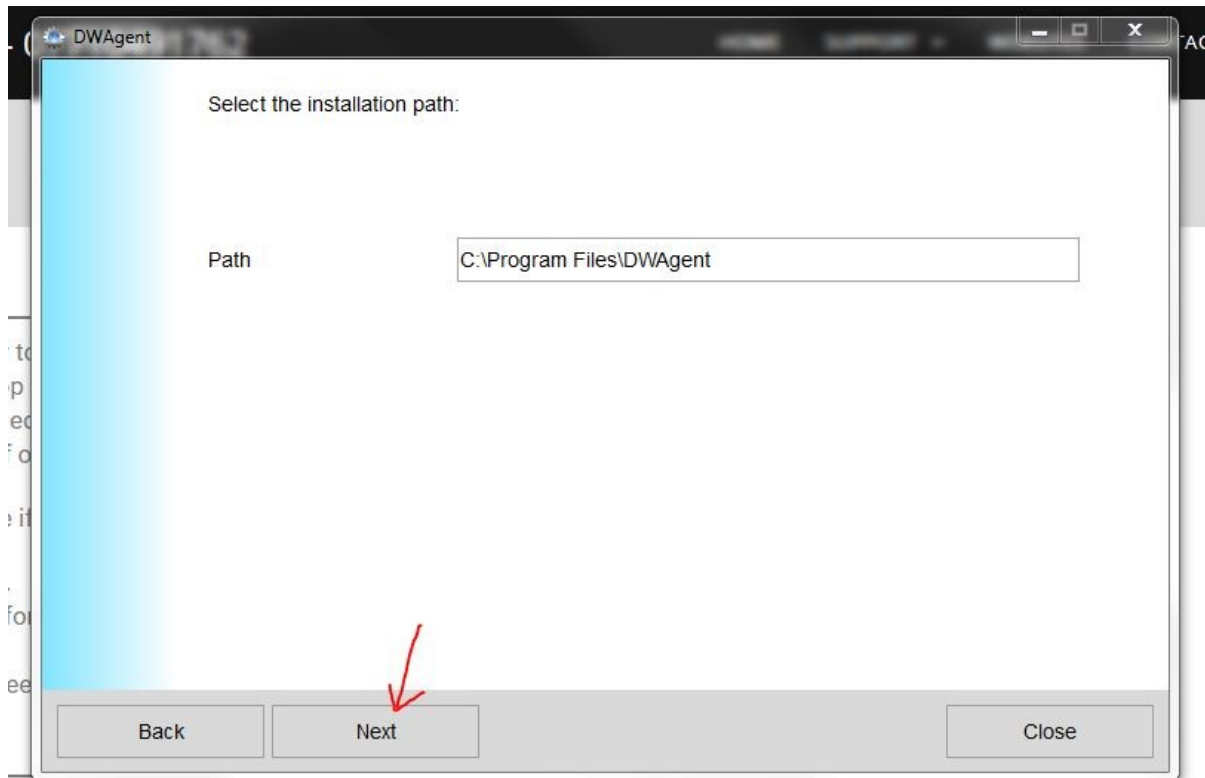 DWAgent
Select the installation path:
Path
C:\Program Files\DWAgent
Back
Next
Close